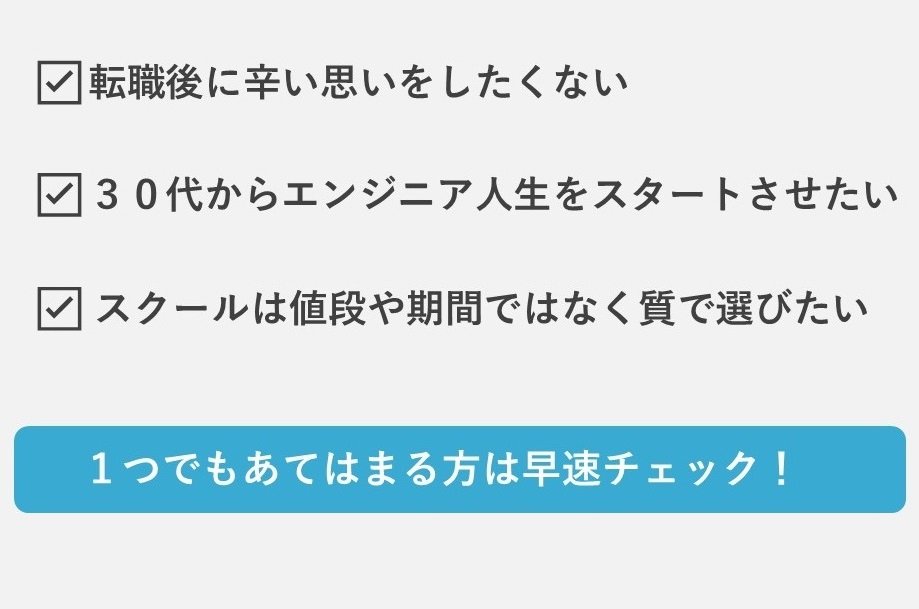 転職後に辛い思いをしたくない
３０代からエンジニア人生をスタートさせたい
スクールは値段や期間ではなく質で選びたい
１つでもあてはまる方は早速チェック！